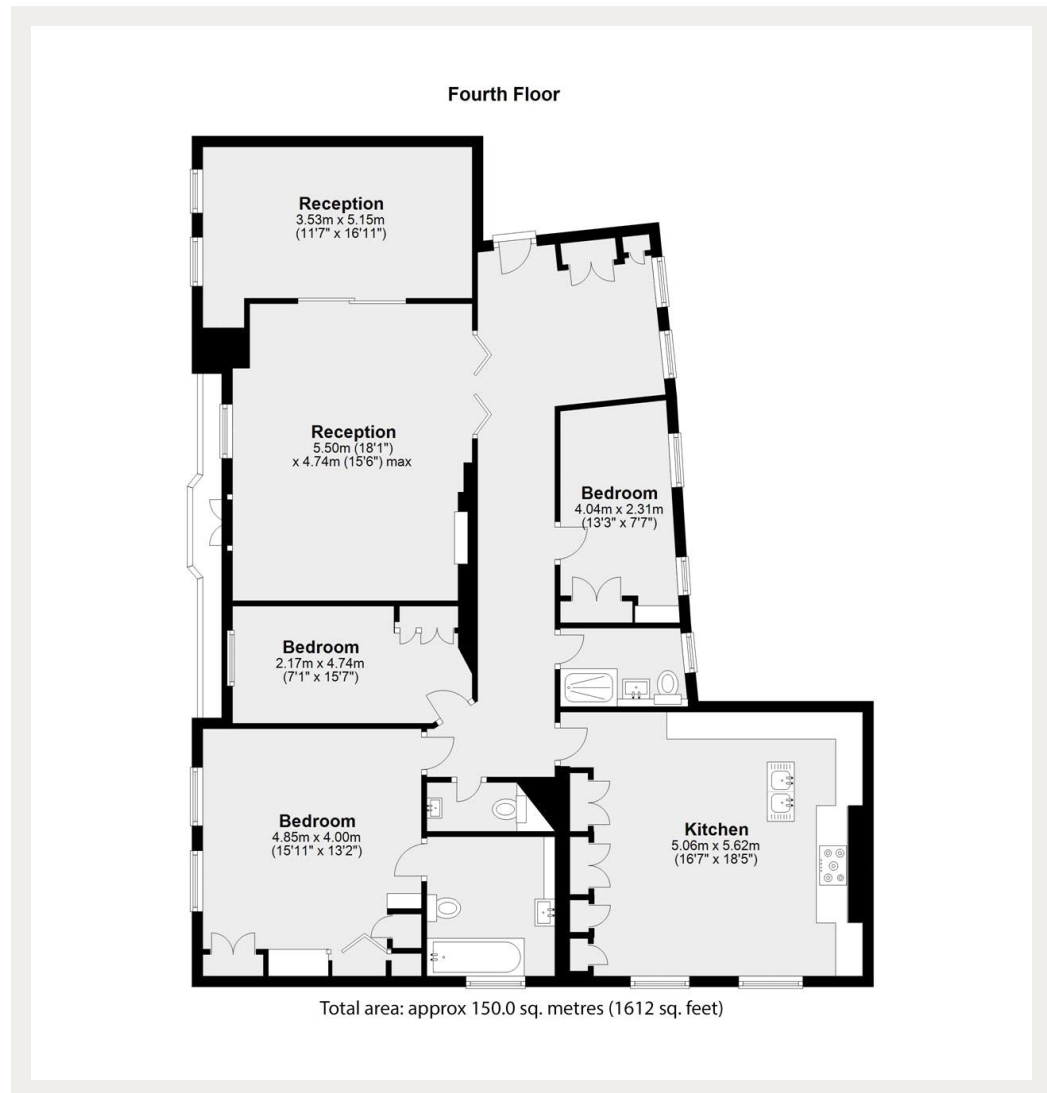 Fourth Floor
Reception
3.53m x 5.15m
(11'7" x 16'11")
Reception
5.50m (18'1")
x 4.74m (15'6") max
Bedroom
4.04m x 2.31m
(13'3" x 7'7")
Bedroom
2.17m x 4.74m
(7'1" x 15'7")
Bedroom
4.85m x 4.00m
(15'11" x 13'2")
Kitchen
5.06m x 5.62m
(16'7" x 18'5")
Total area: approx 150.0 sq. metres (1612 sq. feet)